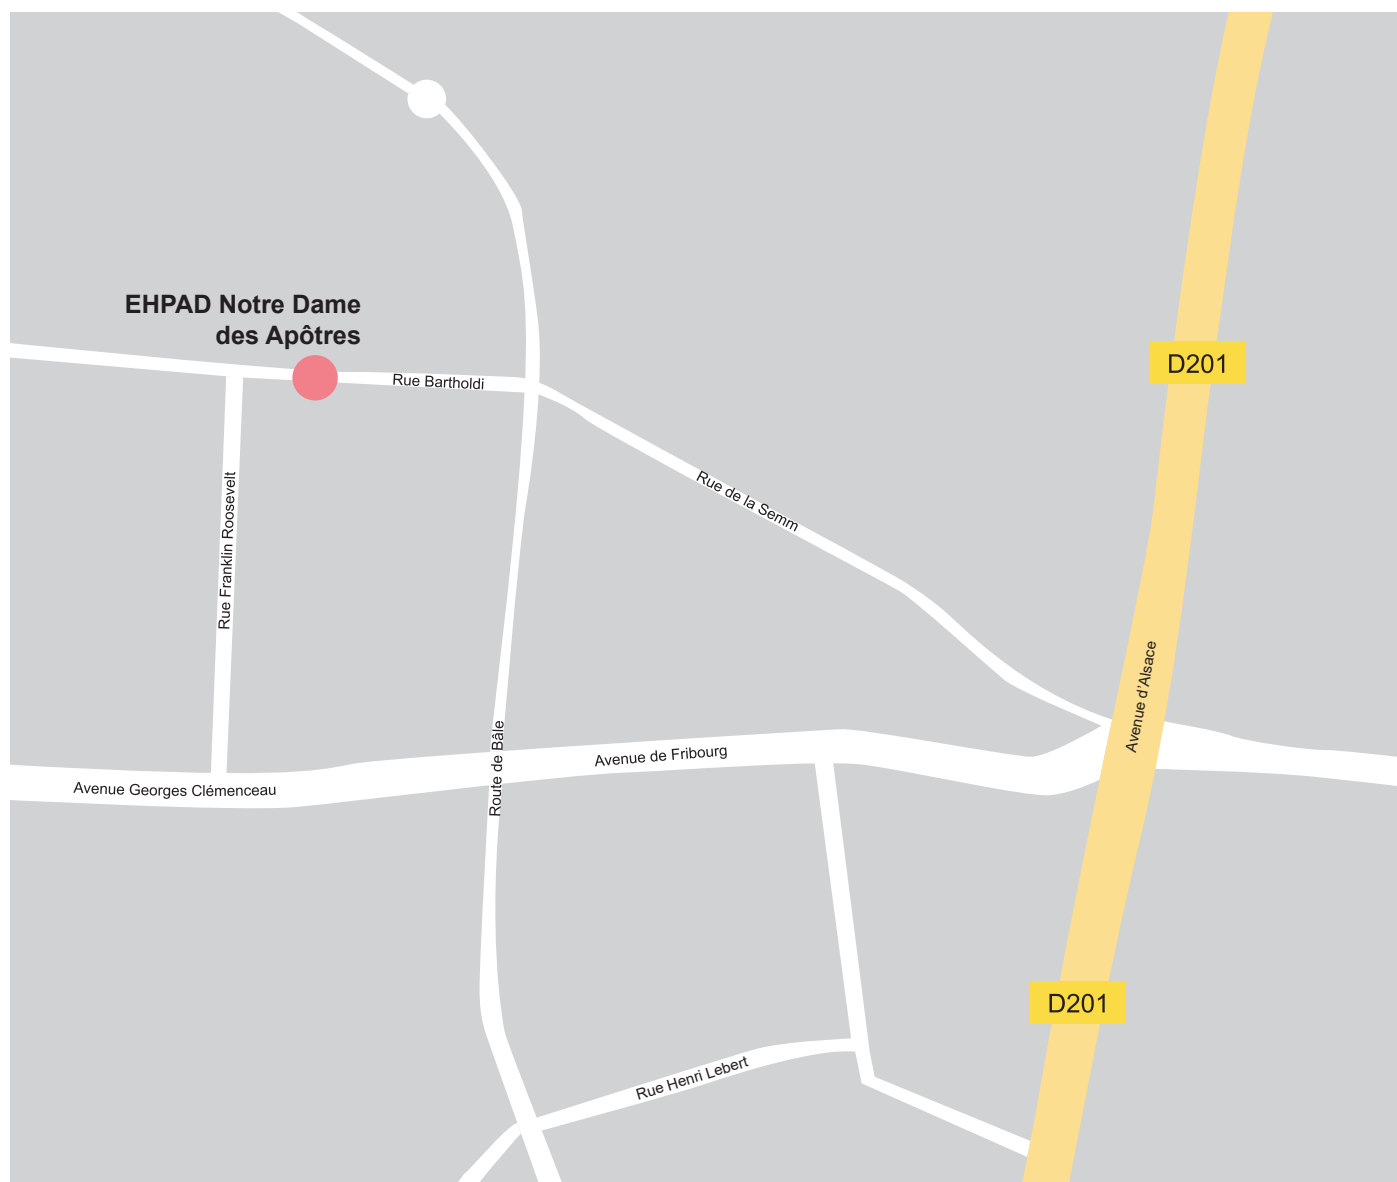 EHPAD Notre Dame
des Apôtres
D201
Rue Bartholdi
Rue de la Semm
Rue Franklin Roosevelt
Avenue d'Alsace
Route de Bâle
Avenue de Fribourg
Avenue Georges Clémenceau
D201
Rue Henri Lebert